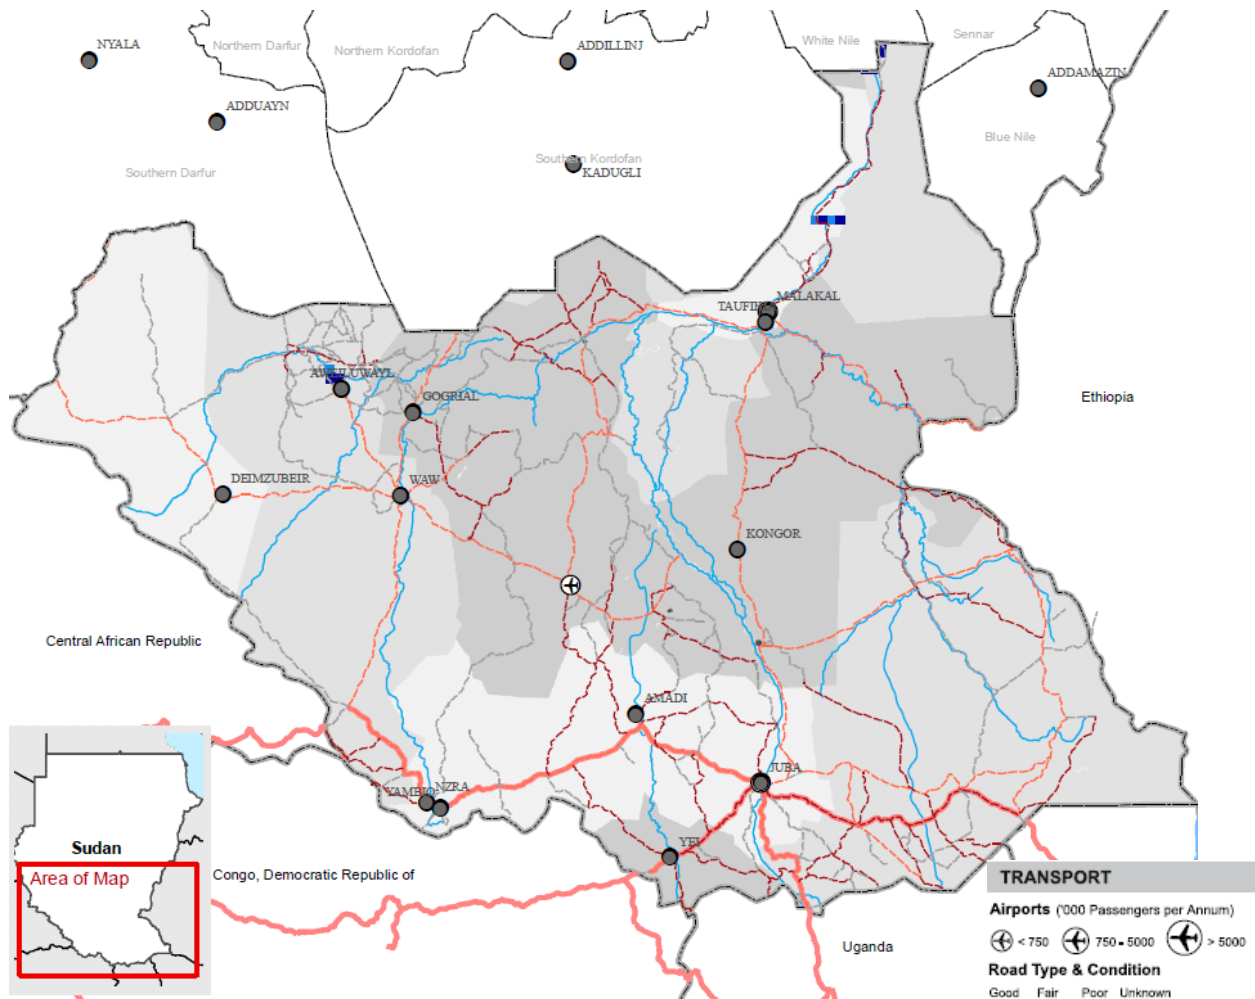 NYALA
Northern Darfur
Northern Kordofan
ADDILLINJ
White Nile
Sennar
ADDAMAZIN
ADDUAYN
Blue Nile
Southern Kordofan
KADUGLI
Southern Darfur
MALAKAL
TAUFIK
AWUILUWAYL
GOGRIAL
Ethiopia
DEIMZUBEIR
WAW
KONGOR
Central African Republic
AMADI
JUBA
YAMBIO
NZRA
YEI
Sudan
Area of Map
Congo, Democratic Republic of
Uganda
TRANSPORT
Airports ('000 Passengers per Annum)
< 750 750 - 5000 > 5000
Road Type & Condition
Good Fair Poor Unknown